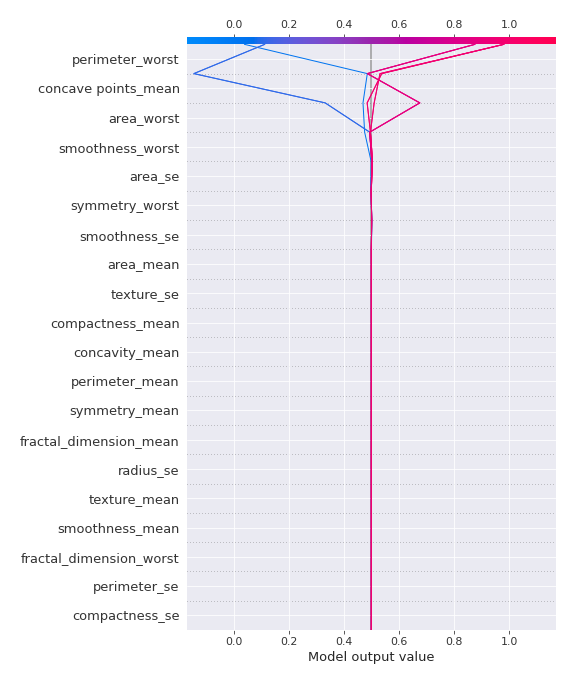 0.0 0.2 0.4 0.6 0.8 1.0
perimeter_worst
concave points_mean
area_worst
smoothness_worst
area_se
symmetry_worst
smoothness_se
area_mean
texture_se
compactness_mean
concavity_mean
perimeter_mean
symmetry_mean
fractal_dimension_mean
radius_se
texture_mean
smoothness_mean
fractal_dimension_worst
perimeter_se
compactness_se
0.0 0.2 0.4 0.6 0.8 1.0
Model output value